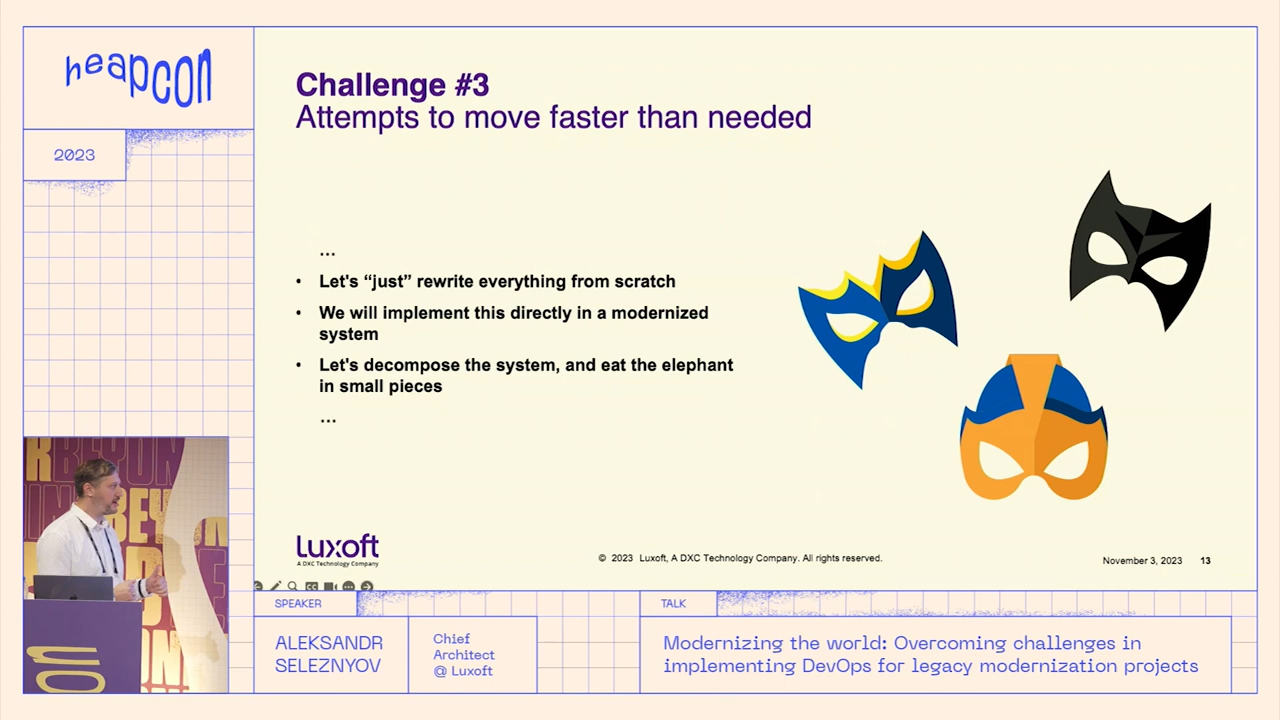 heapcon
2023
Challenge #3
Attempts to move faster than needed
...
• Let's “just” rewrite everything from scratch
• We will implement this directly in a modernized
system
• Let's decompose the system, and eat the elephant
in small pieces
...
Luxoft
A DXC Technology Company
© 2023 Luxoft, A DXC Technology Company. All rights reserved.
November 3, 2023 13
SPEAKER
ALEKSANDR
SELEZNYOV
Chief
Architect
@ Luxoft
TALK
Modernizing the world: Overcoming challenges in
implementing DevOps for legacy modernization projects